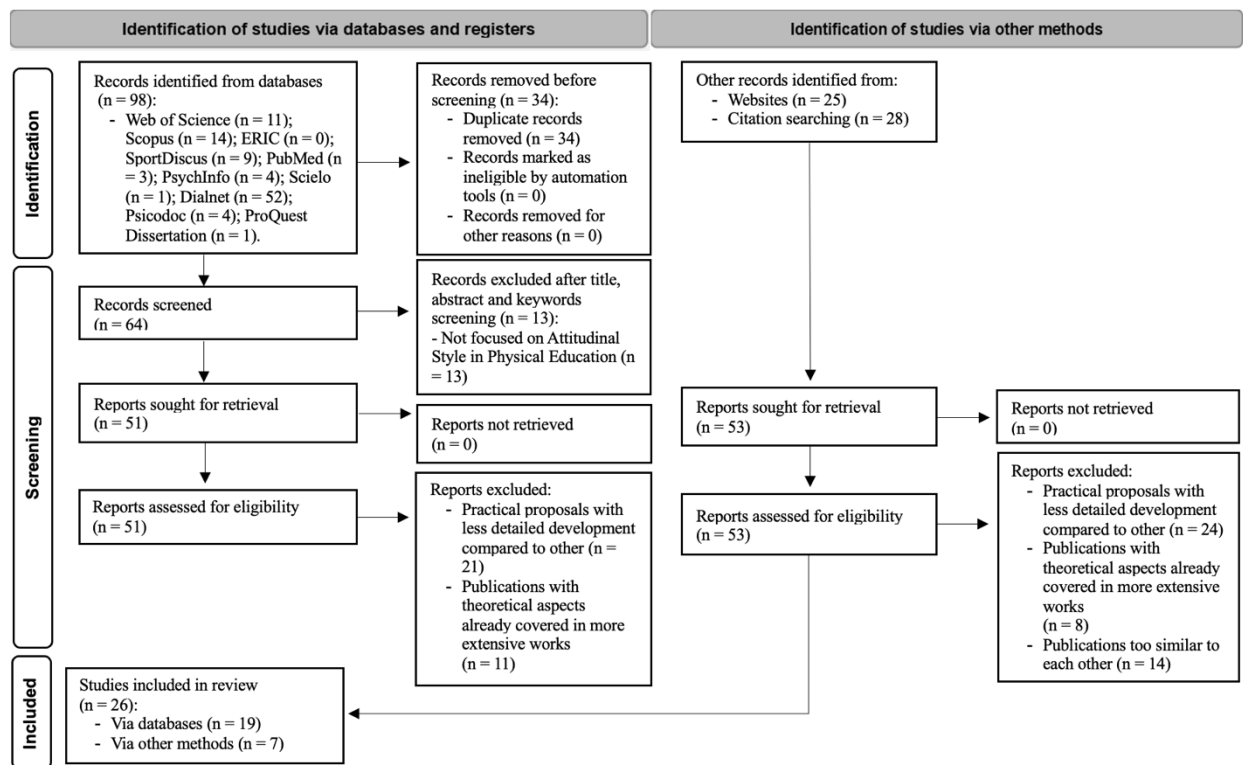 Identification of studies via databases and registers
Identification of studies via other methods
Identification
Records identified from databases
(n = 98):
- Web of Science (n = 11);
Scopus (n = 14); ERIC (n = 0);
SportDiscus (n = 9); PubMed (n
= 3); PsychInfo (n = 4); Scielo
(n = 1); Dialnet (n = 52);
Psicodoc (n = 4); ProQuest
Dissertation (n = 1).
Records removed before
screening (n = 34):
- Duplicate records
removed (n = 34)
- Records marked as
ineligible by automation
tools (n = 0)
- Records removed for
other reasons (n = 0)
Other records identified from:
- Websites (n = 25)
- Citation searching (n = 28)
Screening
Records screened
(n = 64)
Records excluded after title,
abstract and keywords
screening (n = 13):
- Not focused on Attitudinal
Style in Physical Education (n
= 13)
Reports sought for retrieval
(n = 51)
Reports not retrieved
(n = 0)
Reports sought for retrieval
(n = 53)
Reports not retrieved
(n = 0)
Reports assessed for eligibility
(n = 51)
Reports excluded:
- Practical proposals with
less detailed development
compared to other (n =
21)
- Publications with
theoretical aspects
already covered in more
extensive works
(n = 11)
Reports assessed for eligibility
(n = 53)
Reports excluded:
- Practical proposals with
less detailed development
compared to other (n = 24)
- Publications with
theoretical aspects already
covered in more extensive
works
(n = 8)
- Publications too similar to
each other (n = 14)
Included
Studies included in review
(n = 26):
- Via databases (n = 19)
- Via other methods (n = 7)